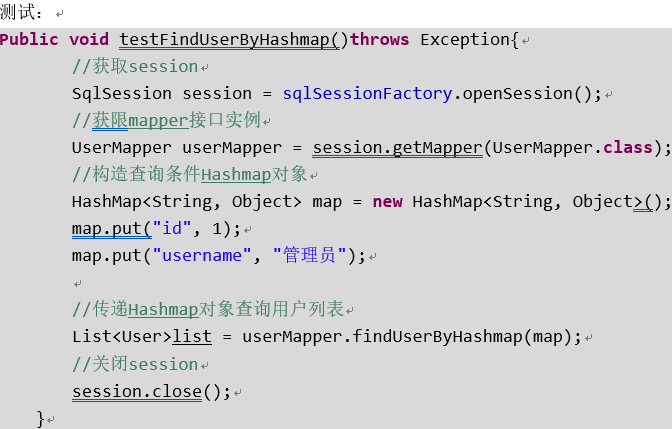 测试：
Public void testFindUserByHashmap()throws Exception{
//获取session
SqlSession session = sqlSessionFactory.openSession();
//获限mapper接口实例
UserMapper userMapper = session.getMapper(UserMapper.class);
//构造查询条件Hashmap对象
HashMap<String, Object> map = new HashMap<String, Object>();
map.put("id", 1);
map.put("username", "管理员");
//传递Hashmap对象查询用户列表
List<User>list = userMapper.findUserByHashmap(map);
//关闭session
session.close();
}